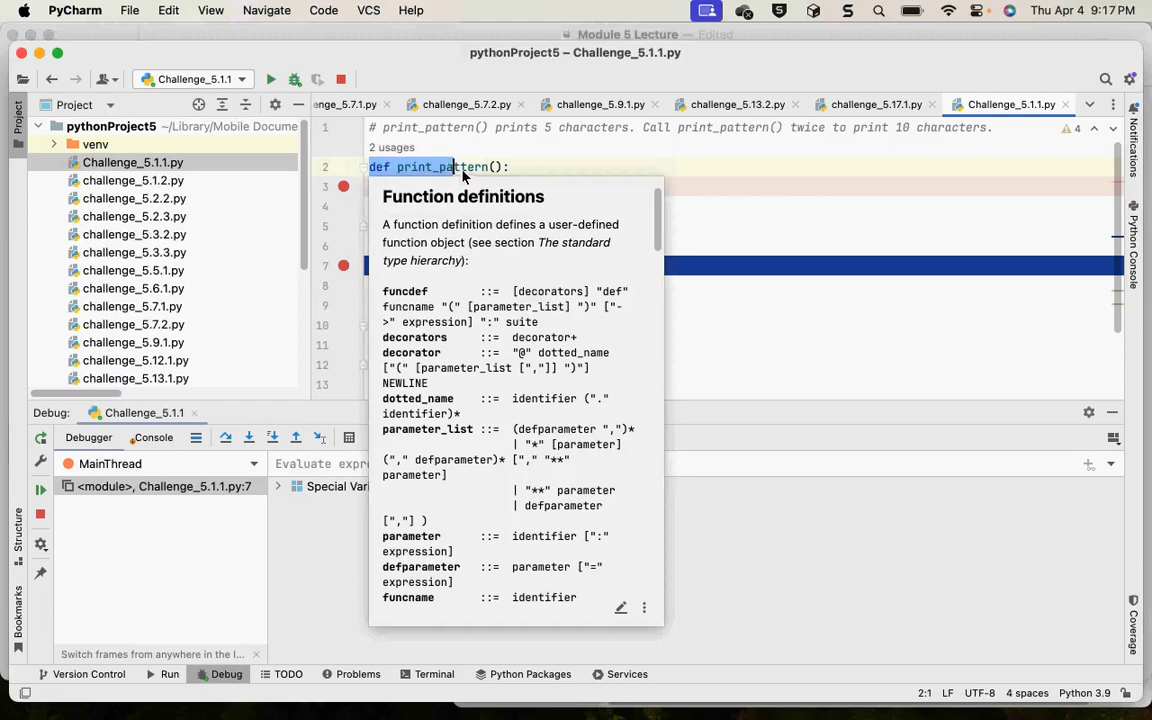 PyCharm File Edit View Navigate Code VCS Help Thu Apr 4 9:17 PM
Module 5 Lecture — Edited
pythonProject5 – Challenge_5.1.1.py
Challenge_5.1.1
Project
enge_5.7.1.py challenge_5.7.2.py challenge_5.9.1.py challenge_5.13.2.py challenge_5.17.1.py Challenge_5.1.1.py
pythonProject5 ~/Library/Mobile Docume
venv
Challenge_5.1.1.py
challenge_5.1.2.py
challenge_5.2.2.py
challenge_5.2.3.py
challenge_5.3.2.py
challenge_5.3.3.py
challenge_5.5.1.py
challenge_5.6.1.py
challenge_5.7.1.py
challenge_5.7.2.py
challenge_5.9.1.py
challenge_5.12.1.py
challenge_5.13.1.py
1 # print_pattern() prints 5 characters. Call print_pattern() twice to print 10 characters.
4
2 usages
2 def print_pattern():
3
4
5
6
7
8
9
10
11
12
13
Function definitions
A function definition defines a user-defined
function object (see section The standard
type hierarchy):
funcdef ::= [decorators] "def"
funcname "(" [parameter_list] ")" ["-
>" expression] ":" suite
decorators ::= decorator+
decorator ::= "@" dotted_name
["(" [parameter_list [","]] ")"]
NEWLINE
dotted_name ::= identifier ("."
identifier)*
parameter_list ::= (defparameter ",")*
| "*" [parameter]
("," defparameter)* ["," "**"
parameter]
| "**" parameter
| defparameter
[","] )
parameter ::= identifier [":"
expression]
defparameter ::= parameter ["="
expression]
funcname ::= identifier
Debug: Challenge_5.1.1
Debugger Console
MainThread
Evaluate expre
<module>, Challenge_5.1.1.py:7
Special Vari
Switch frames from anywhere in the I...
Project
Structure
Bookmarks
Notifications
Python Console
Coverage
Version Control Run Debug TODO Problems Terminal Python Packages Services
2:1 LF UTF-8 4 spaces Python 3.9